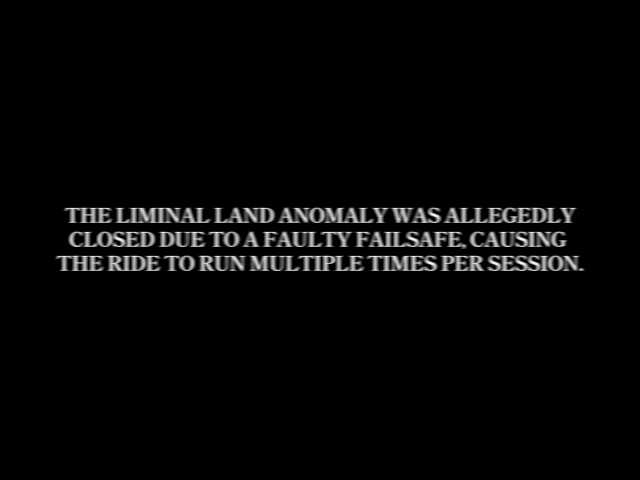 THE LIMINAL LAND ANOMALY WAS ALLEGEDLY
CLOSED DUE TO A FAULTY FAILSAFE, CAUSING
THE RIDE TO RUN MULTIPLE TIMES PER SESSION.